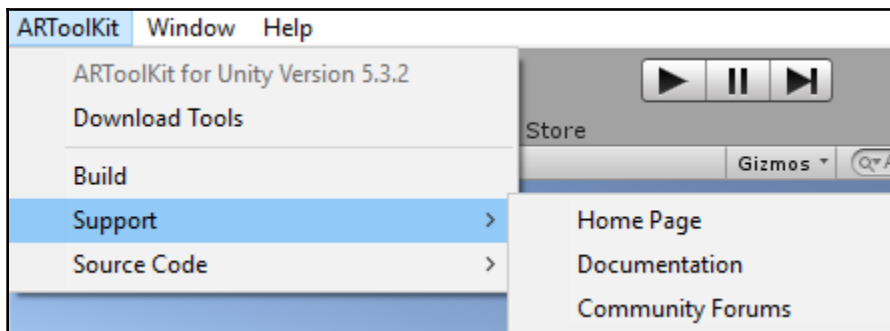 ARToolKit Window Help
ARToolKit for Unity Version 5.3.2
Download Tools
Store
Gizmos
Build
Support
Home Page
Source Code
Documentation
Community Forums